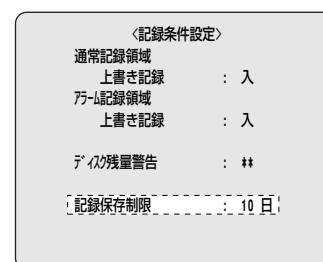 〈記録条件設定〉
通常記録領域
上書き記録 : 入
ｱﾗｰﾑ記録領域
上書き記録 : 入
ﾃﾞｨｽｸ残量警告 : **
記録保存制限 : 10 日